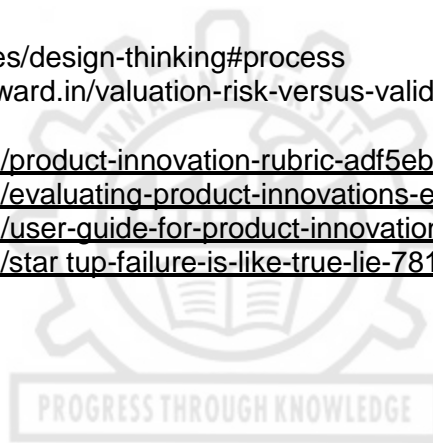 es/design-thinking#process
ward.in/valuation-risk-versus-valid
/product-innovation-rubric-adf5eb
/evaluating-product-innovations-e
/user-guide-for-product-innovation
/star tup-failure-is-like-true-lie-781
PROGRESS THROUGH KNOWLEDGE